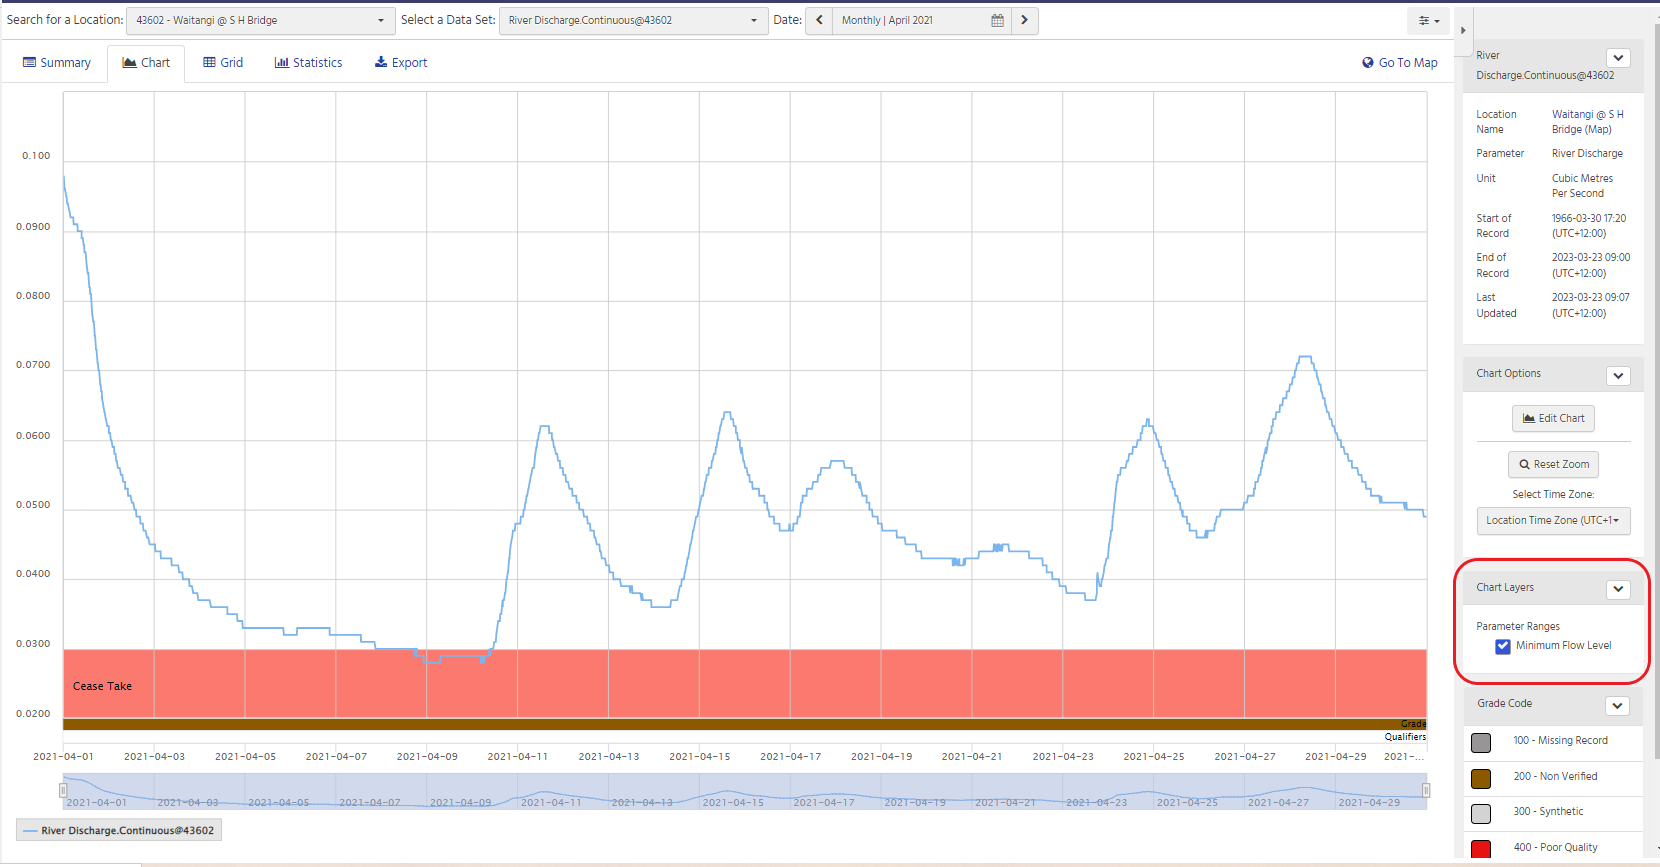 Search for a Location: 43602 - Waitangi @ S H Bridge Select a Data Set: River Discharge.Continuous@43602 Date: Monthly | April 2021
Summary Chart Grid Statistics Export Go To Map
0.100
0.0900
0.0800
0.0700
0.0600
0.0500
0.0400
0.0300
0.0200
Cease Take
Grade
Qualifiers
2021-04-01 2021-04-03 2021-04-05 2021-04-07 2021-04-09 2021-04-11 2021-04-13 2021-04-15 2021-04-17 2021-04-19 2021-04-21 2021-04-23 2021-04-25 2021-04-27 2021-04-29 2021-...
2021-04-01 2021-04-03 2021-04-05 2021-04-07 2021-04-09 2021-04-11 2021-04-13 2021-04-15 2021-04-17 2021-04-19 2021-04-21 2021-04-23 2021-04-25 2021-04-27 2021-04-29
River Discharge.Continuous@43602
River
Discharge.Continuous@43602
Location Name Waitangi @ S H Bridge (Map)
Parameter River Discharge
Unit Cubic Metres Per Second
Start of Record 1966-03-30 17:20 (UTC+12:00)
End of Record 2023-03-23 09:00 (UTC+12:00)
Last Updated 2023-03-23 09:07 (UTC+12:00)
Chart Options
Edit Chart
Reset Zoom
Select Time Zone:
Location Time Zone (UTC+1
Chart Layers
Parameter Ranges
Minimum Flow Level
Grade Code
100 - Missing Record
200 - Non Verified
300 - Synthetic
400 - Poor Quality